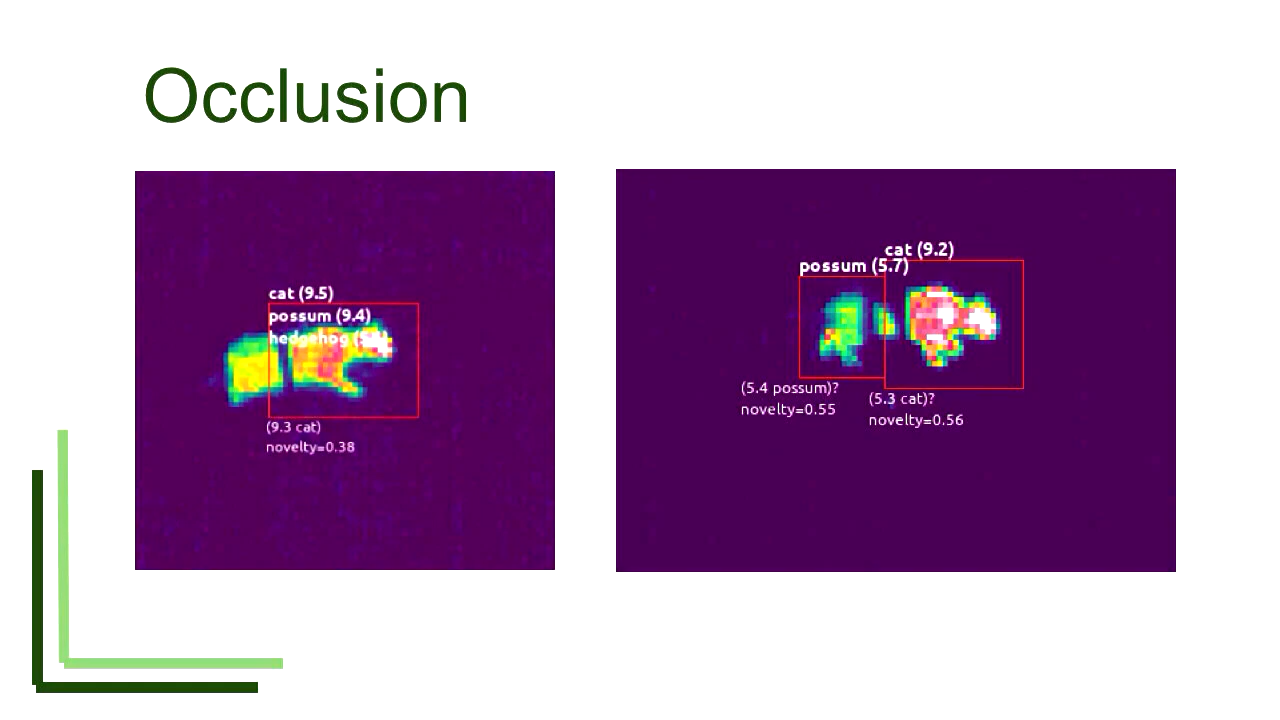 Occlusion
cat (9.5)
possum (9.4)
hedgehog
(9.3 cat)
novelty=0.38
cat (9.2)
possum (5.7)
(5.4 possum)?
novelty=0.55
(5.3 cat)?
novelty=0.56